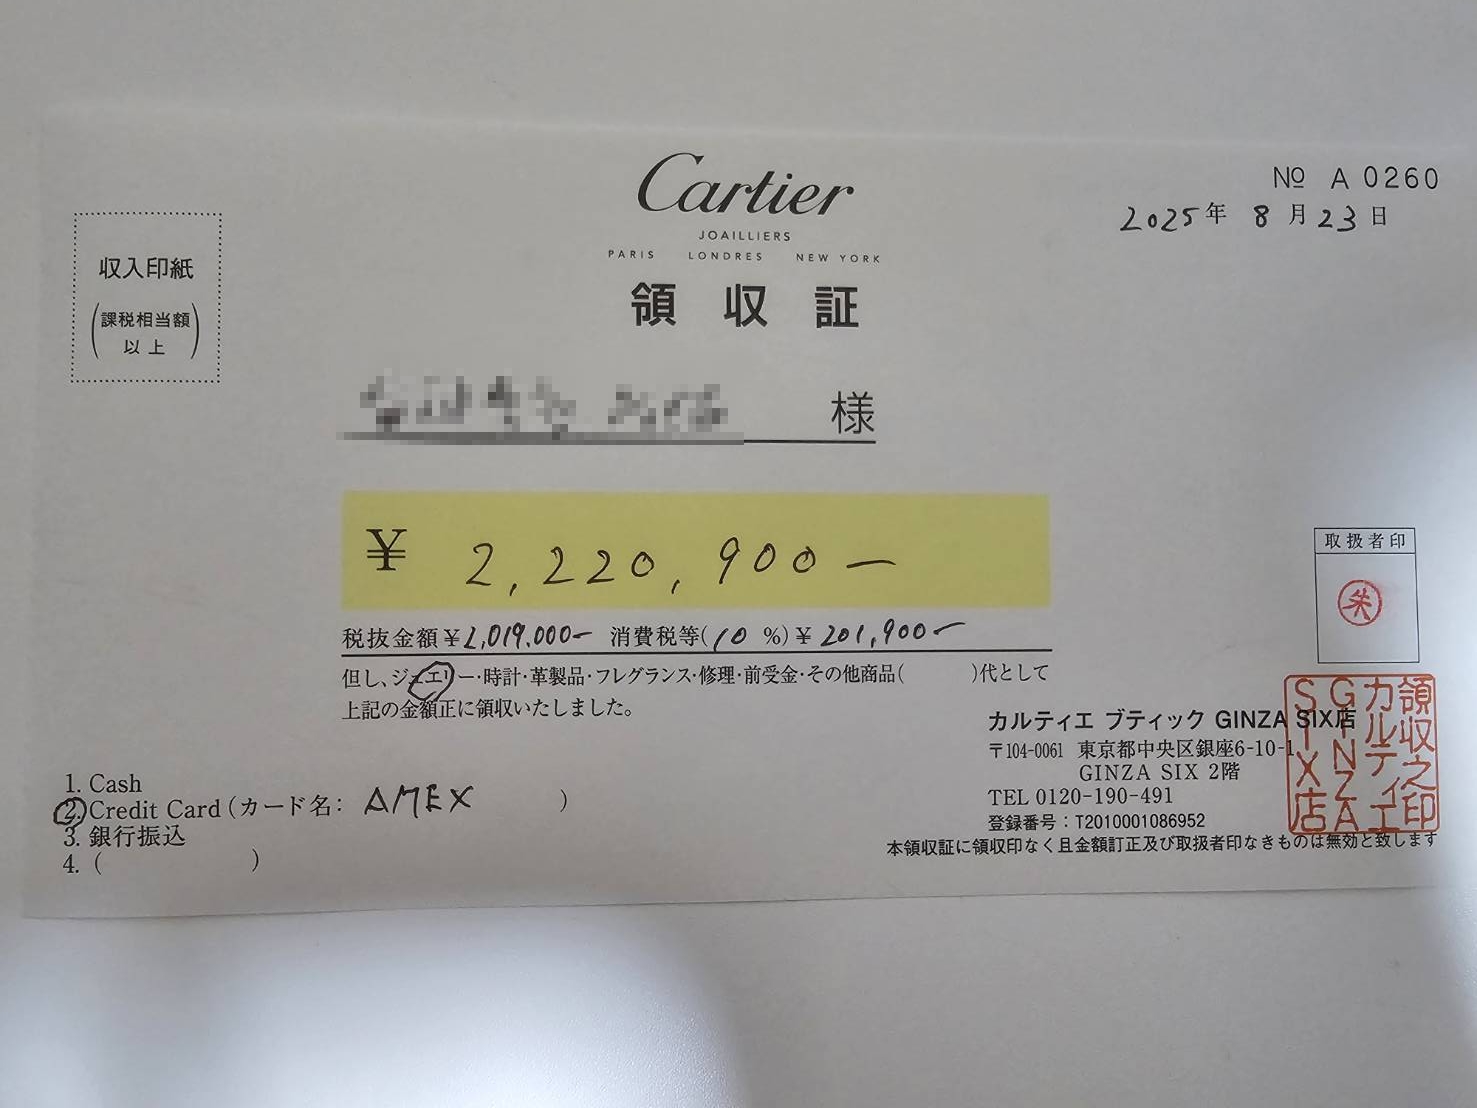 Cartier
JOAILLIERS
PARIS LONDRES NEW YORK
№ A 0260
2025年 8月23日
収入印紙
(課税相当額以上)
領収証
様
¥ 2,220,900—
税抜金額¥2,019,000- 消費税等(10 %)¥ 201,900-
但し、ジュエリー・時計・革製品・フレグランス・修理・前受金・その他商品( )代として
上記の金額正に領収いたしました。
取扱者印
朱
カルティエ ブティック GINZA SIX店
〒104-0061 東京都中央区銀座6-10-1
GINZA SIX 2階
TEL 0120-190-491
登録番号:T2010001086952
本領収証に領収印なく且金額訂正及び取扱者印なきものは無効と致します
領収之印
カルティエ
GINZA
SIX店
1. Cash
2. Credit Card (カード名: AMEX )
3. 銀行振込
4. ( )